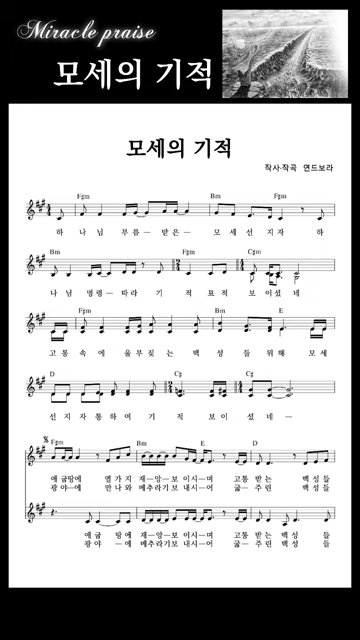 Miracle praise
모세의 기적
모세의 기적
작사·작곡 연드보라
F#m Bm F#m
하 나 님 부 름 — 받 은 — 모 세 선 지 자 하
Bm F#m C#m
나 님 명 령 — 따 라 기 적 표 적 보 이 셨 네
F#m Bm E
고 통 속 에 울 부 짖 는 백 성 들 위 해 모 세
D C# C#
선 지 자 통 하 여 기 적 보 이 셨 네 —
F#m Bm E D
애 굽 땅 에 열 가 지 재 — 앙 — 보 이 시 — 며 고 통 받 는 백 성 들
광 야 — 에 만 나 와 메 추 라 기 보 내 시 — 어 굶 — 주 린 백 성 들
애 굽 땅 에 재 — 앙 — 보 이 시 — 며 고 통 받 는 백 성 들
광 야 — 에 메 추 라 기 보 내 시 — 어 굶 — 주 린 백 성 들